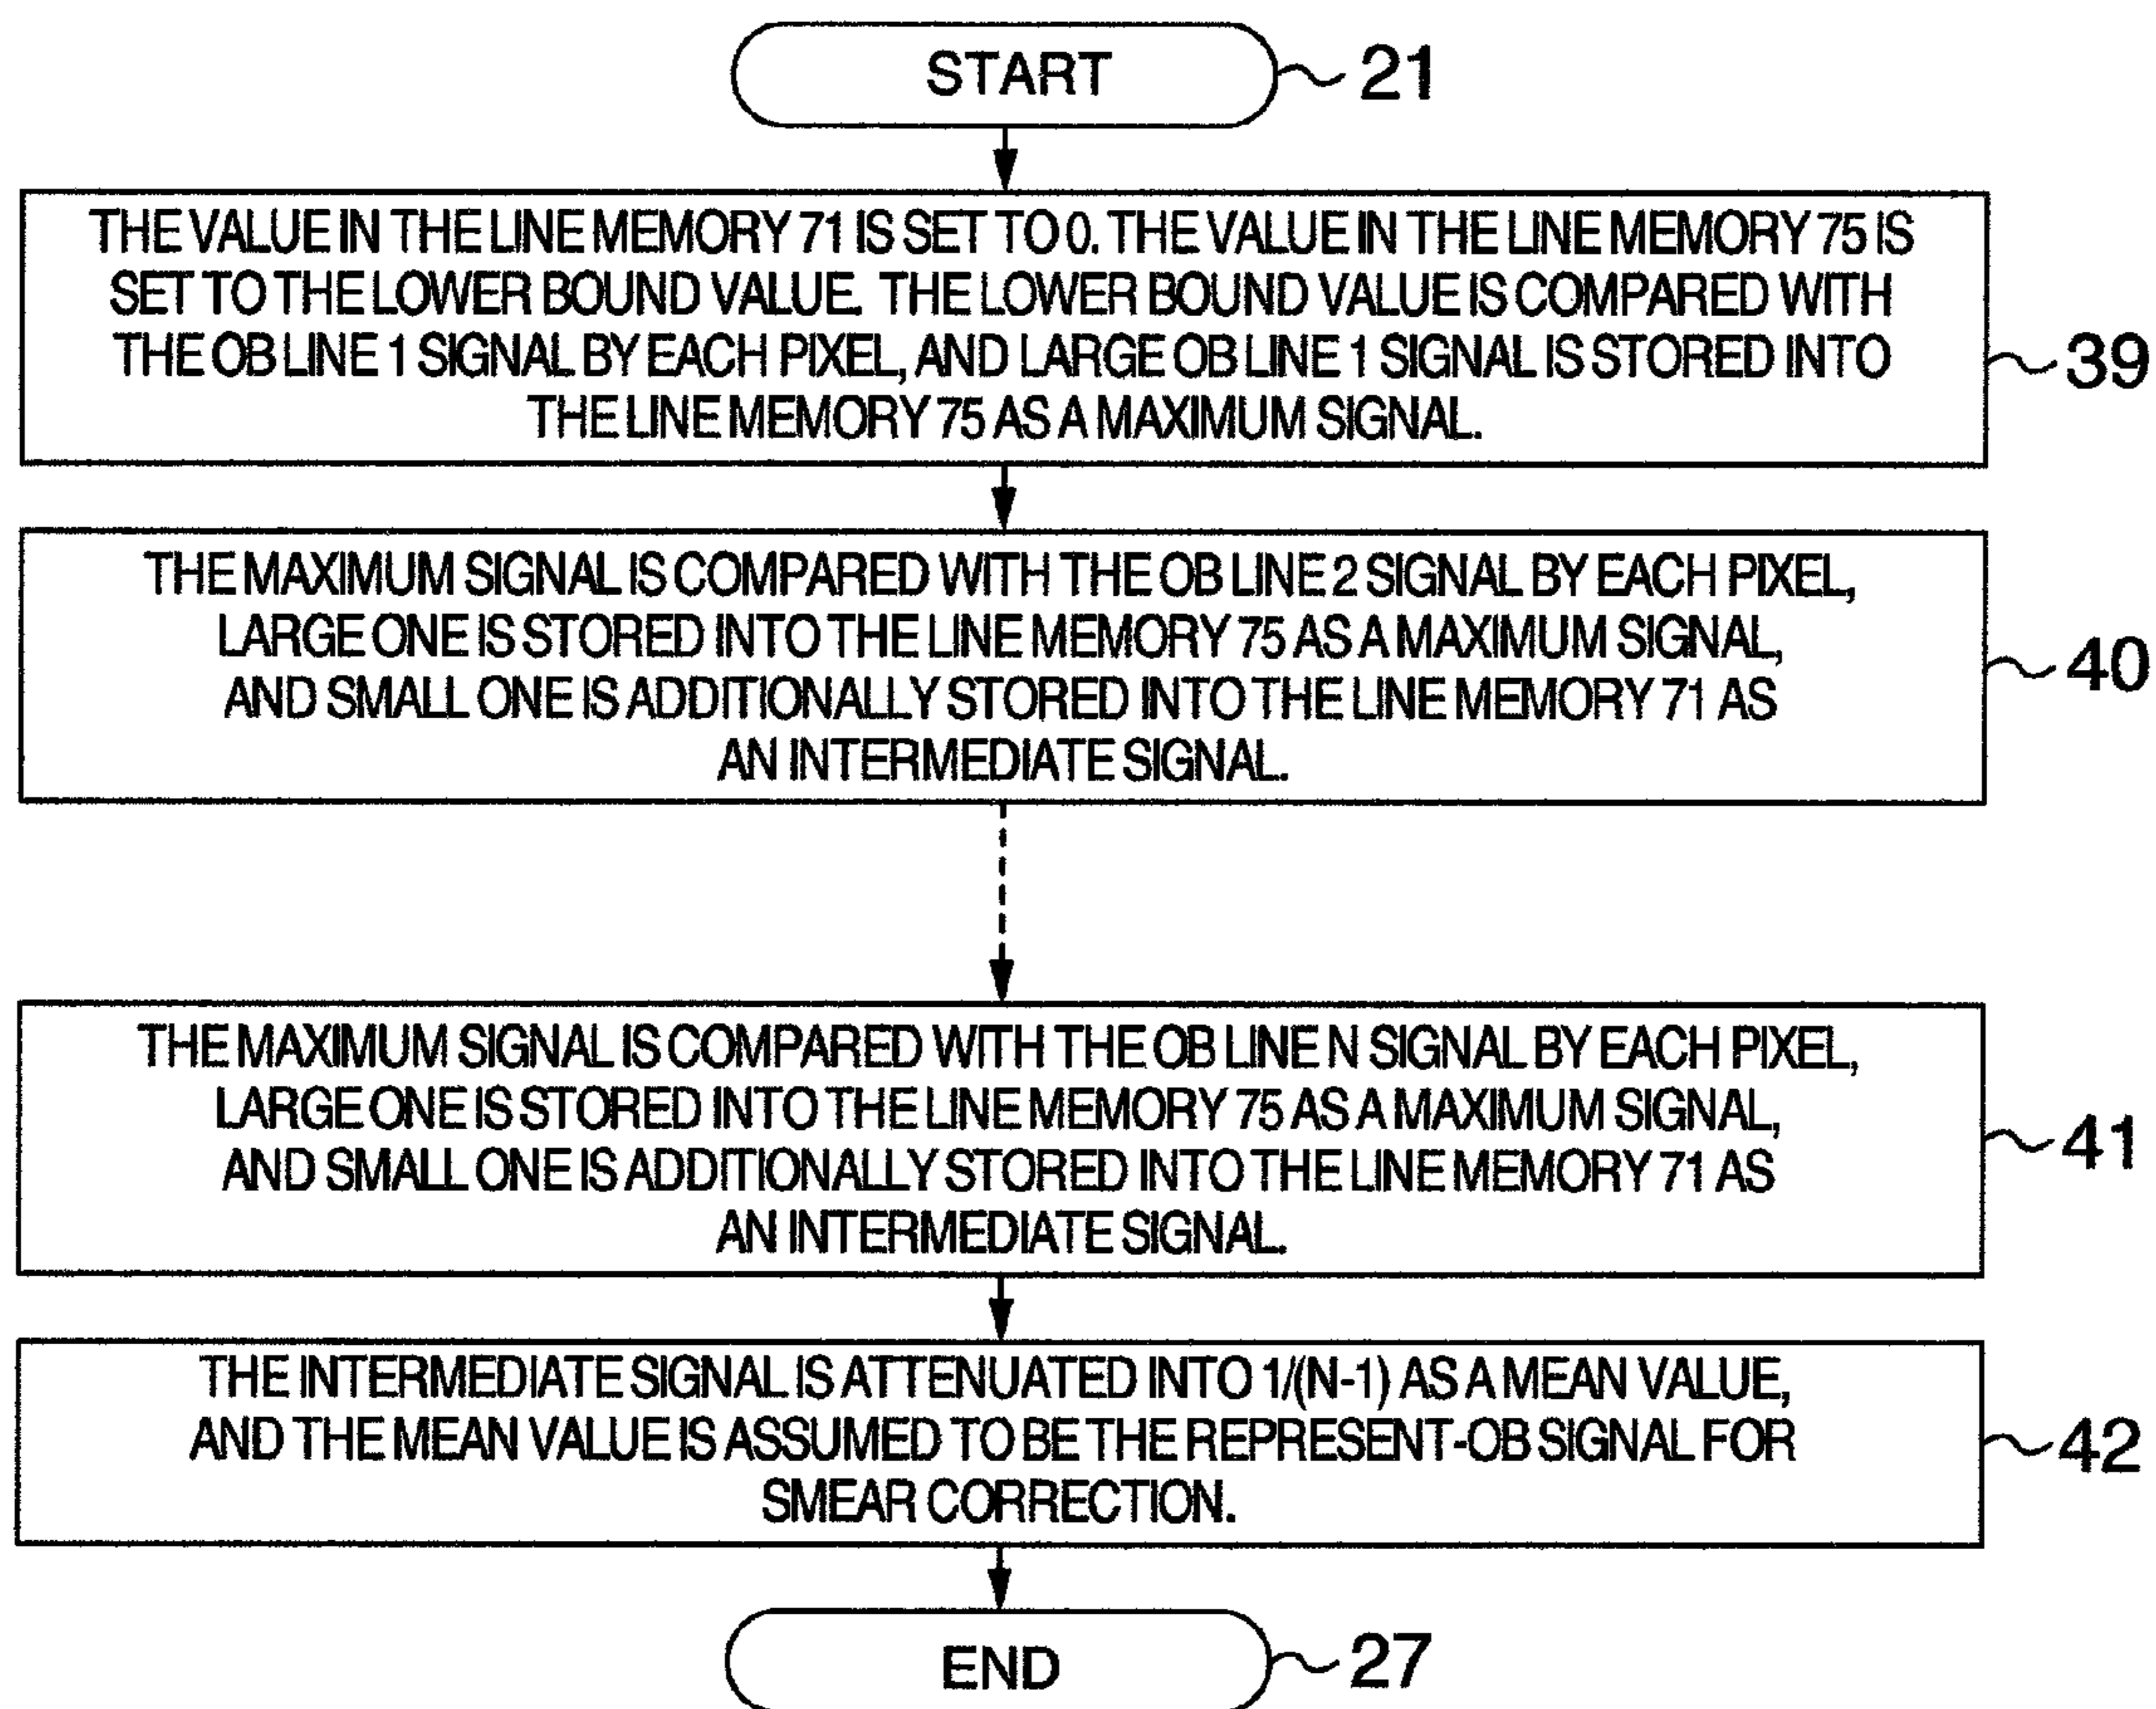 START
21
THE VALUE IN THE LINE MEMORY 71 IS SET TO 0. THE VALUE IN THE LINE MEMORY 75 IS
SET TO THE LOWER BOUND VALUE. THE LOWER BOUND VALUE IS COMPARED WITH
THE OB LINE 1 SIGNAL BY EACH PIXEL, AND LARGE OB LINE 1 SIGNAL IS STORED INTO
THE LINE MEMORY 75 AS A MAXIMUM SIGNAL.
39
THE MAXIMUM SIGNAL IS COMPARED WITH THE OB LINE 2 SIGNAL BY EACH PIXEL,
LARGE ONE IS STORED INTO THE LINE MEMORY 75 AS A MAXIMUM SIGNAL,
AND SMALL ONE IS ADDITIONALLY STORED INTO THE LINE MEMORY 71 AS
AN INTERMEDIATE SIGNAL.
40
THE MAXIMUM SIGNAL IS COMPARED WITH THE OB LINE N SIGNAL BY EACH PIXEL,
LARGE ONE IS STORED INTO THE LINE MEMORY 75 AS A MAXIMUM SIGNAL,
AND SMALL ONE IS ADDITIONALLY STORED INTO THE LINE MEMORY 71 AS
AN INTERMEDIATE SIGNAL.
41
THE INTERMEDIATE SIGNAL IS ATTENUATED INTO 1/(N-1) AS A MEAN VALUE,
AND THE MEAN VALUE IS ASSUMED TO BE THE REPRESENT-OB SIGNAL FOR
SMEAR CORRECTION.
42
END
27